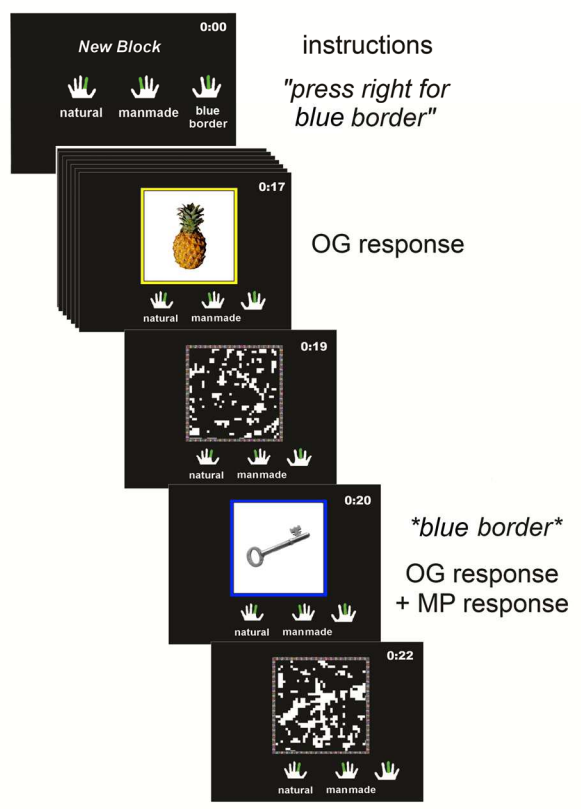 0:00
New Block
natural manmade blue
border
instructions
"press right for
blue border"
0:17
natural manmade
OG response
0:19
natural manmade
0:20
natural manmade
*blue border*
OG response
+ MP response
0:22
natural manmade